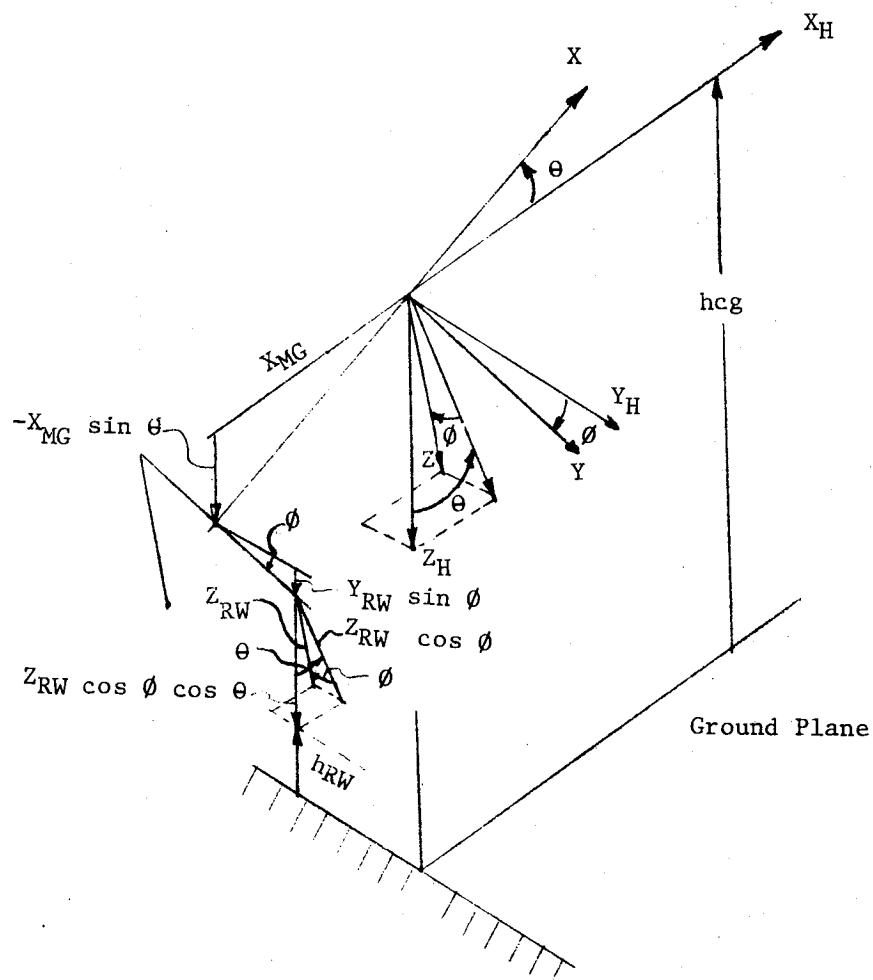 X_H
X
θ
hcg
X_MG
-X_MG sin θ
Y_H
ø
Y
ø
Z
θ
ø
Z_H
Y_RW sin ø
Z_RW
Z_RW cos ø
θ
ø
Z_RW cos ø cos θ
Ground Plane
h_RW